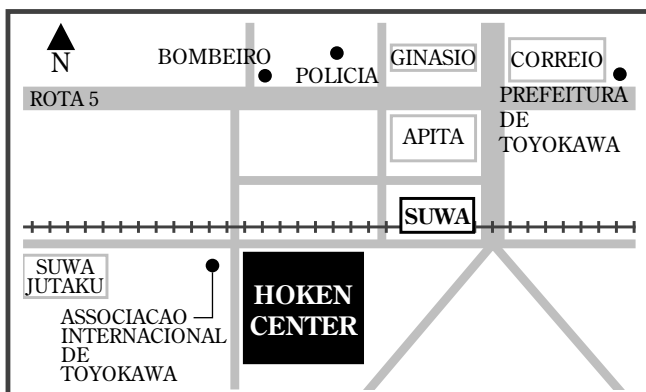 N
BOMBEIRO
POLICIA
GINASIO
CORREIO
ROTA 5
PREFEITURA
DE
TOYOKAWA
APITA
SUWA
SUWA
JUTAKU
HOKEN
CENTER
ASSOCIACAO
INTERNACIONAL
DE
TOYOKAWA